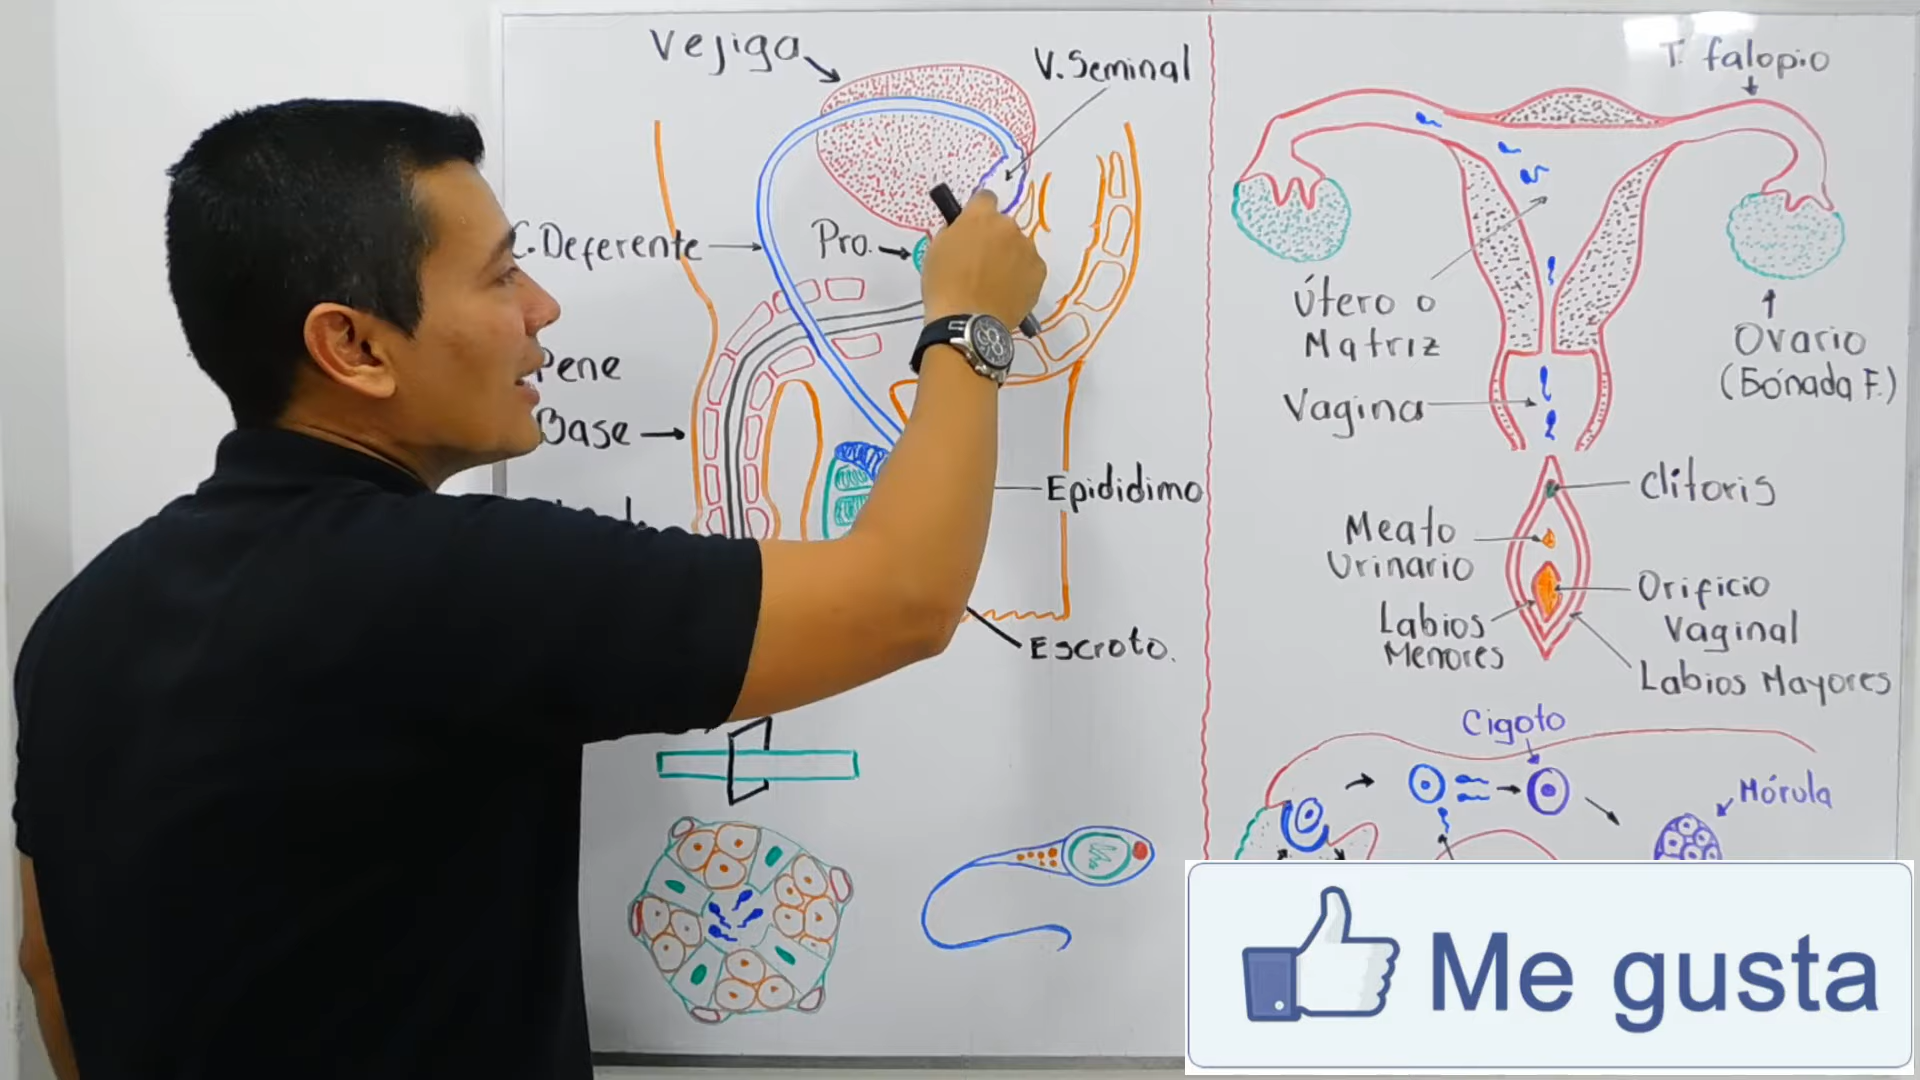 Vejiga
V. Seminal
C. Deferente
Pro.
Pene
Base
Epididimo
Escroto.
T. falopio
Útero o
Matriz
Ovario
(Gónada F.)
Vagina
Clitoris
Meato
Urinario
Orificio
Vaginal
Labios
Menores
Labios Mayores
Cigoto
Mórula
Me gusta